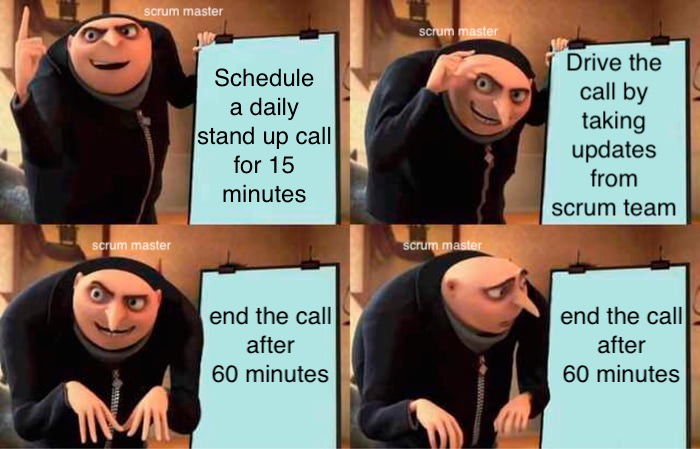 scrum master
Schedule
a daily
stand up call
for 15
minutes
scrum master
Drive the
call by
taking
updates
from
scrum team
scrum master
end the call
after
60 minutes
scrum master
end the call
after
60 minutes